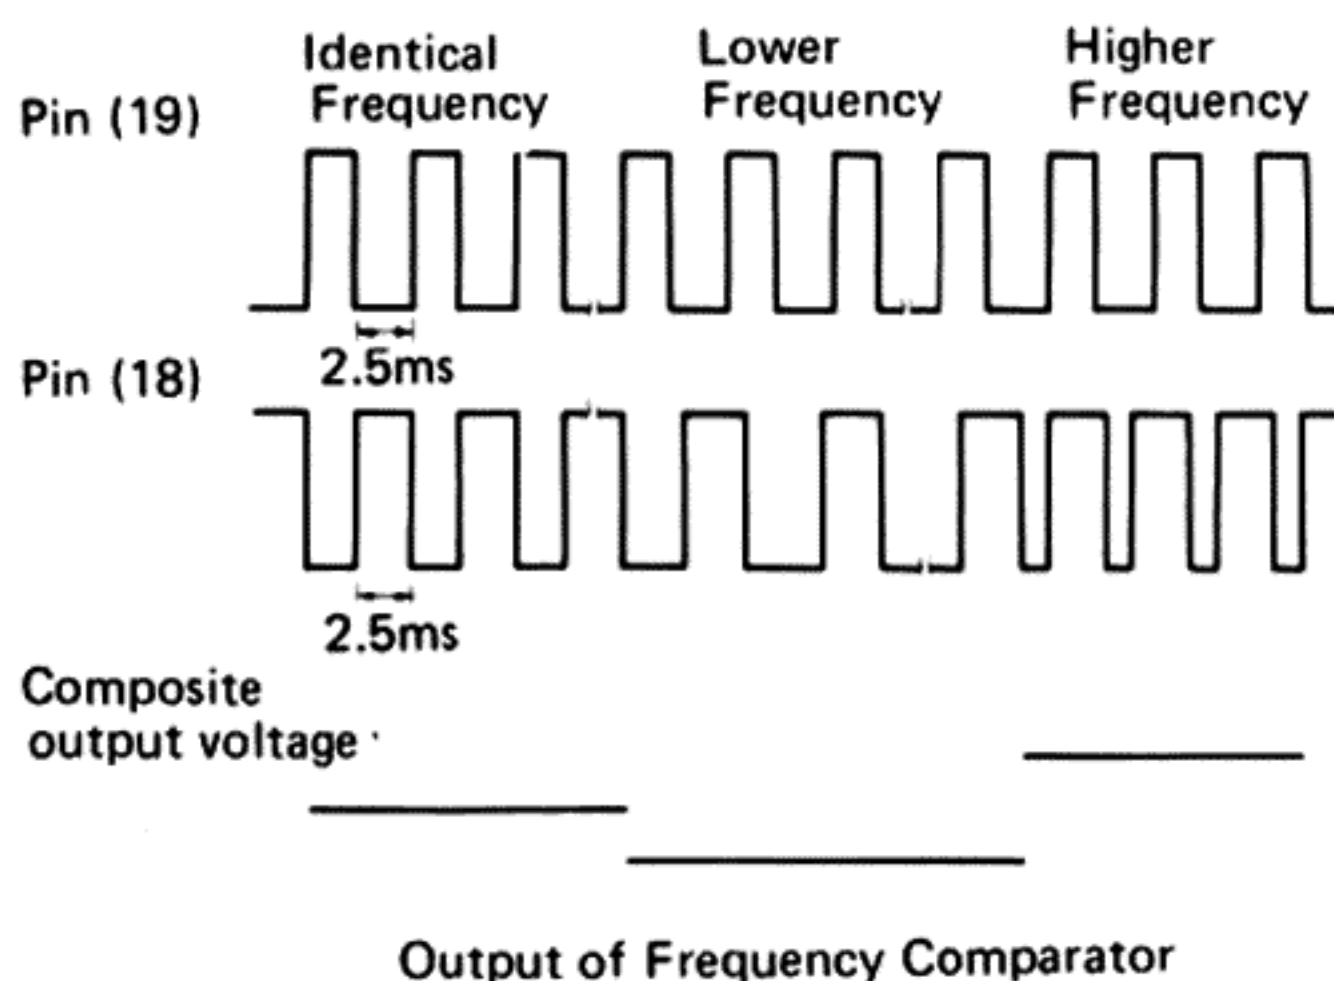 Identical
Frequency
Lower
Frequency
Higher
Frequency
Pin (19)
2.5ms
Pin (18)
2.5ms
Composite
output voltage
Output of Frequency Comparator